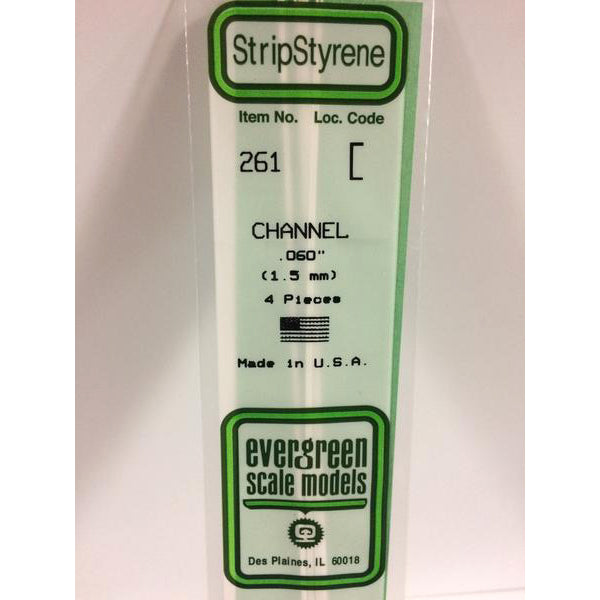 StripStyrene
Item No. Loc. Code
261 [
CHANNEL
.060"
(1.5 mm)
4 Pieces
Made in U.S.A.
evergreen
scale models
Des Plaines, IL 60018